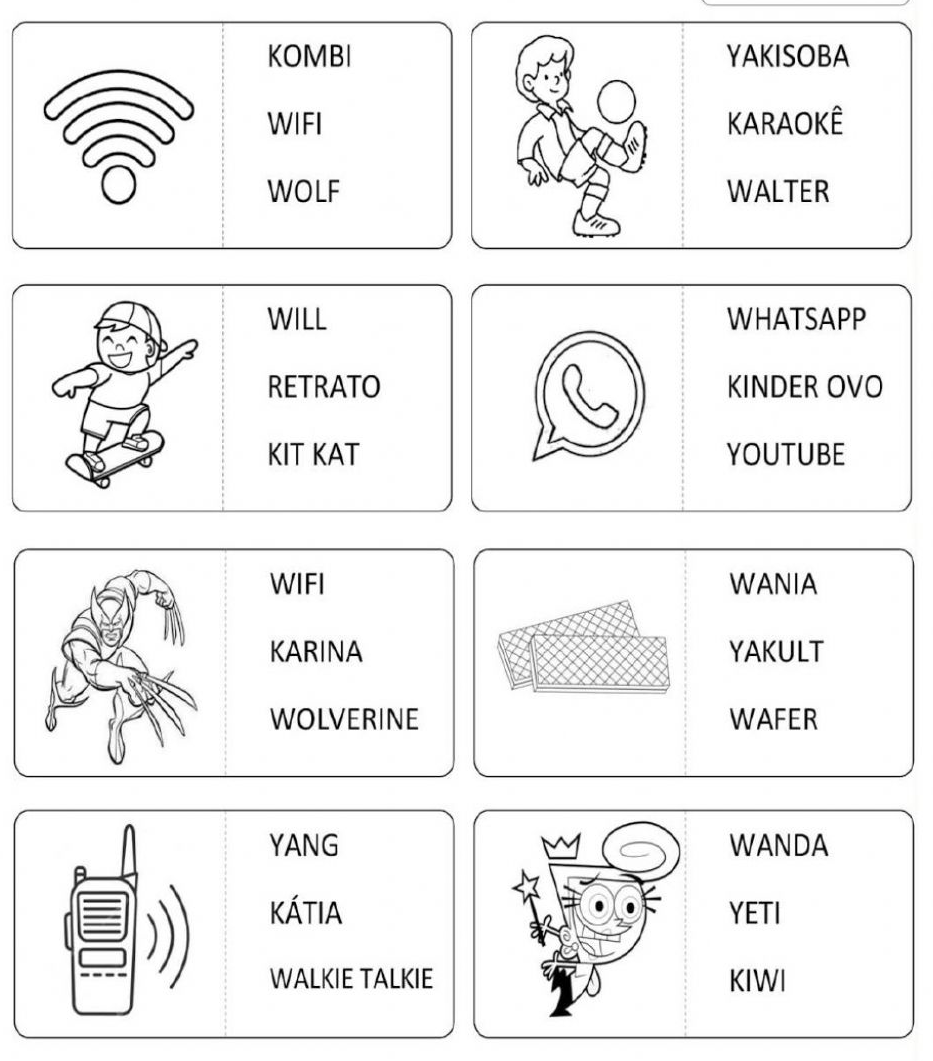 KOMBI
WIFI
WOLF
YAKISOBA
KARAOKÊ
WALTER
WILL
RETRATO
KIT KAT
WHATSAPP
KINDER OVO
YOUTUBE
WIFI
KARINA
WOLVERINE
WANIA
YAKULT
WAFER
YANG
KÁTIA
WALKIE TALKIE
WANDA
YETI
KIWI